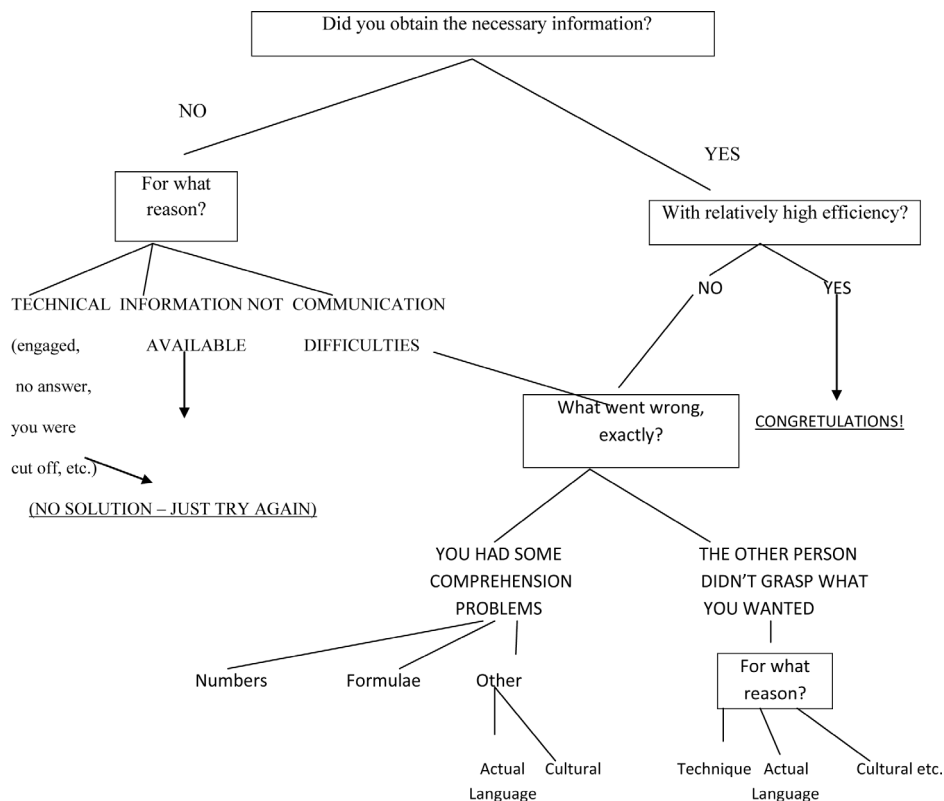 Did you obtain the necessary information?
NO
YES
For what
reason?
With relatively high efficiency?
NO
YES
TECHNICAL INFORMATION NOT COMMUNICATION
(engaged, AVAILABLE DIFFICULTIES
no answer,
you were
cut off, etc.)
What went wrong,
exactly?
CONGRETULATIONS!
(NO SOLUTION – JUST TRY AGAIN)
YOU HAD SOME
COMPREHENSION
PROBLEMS
THE OTHER PERSON
DIDN'T GRASP WHAT
YOU WANTED
Numbers
Formulae
Other
For what
reason?
Actual
Language
Cultural
Technique
Actual
Language
Cultural etc.